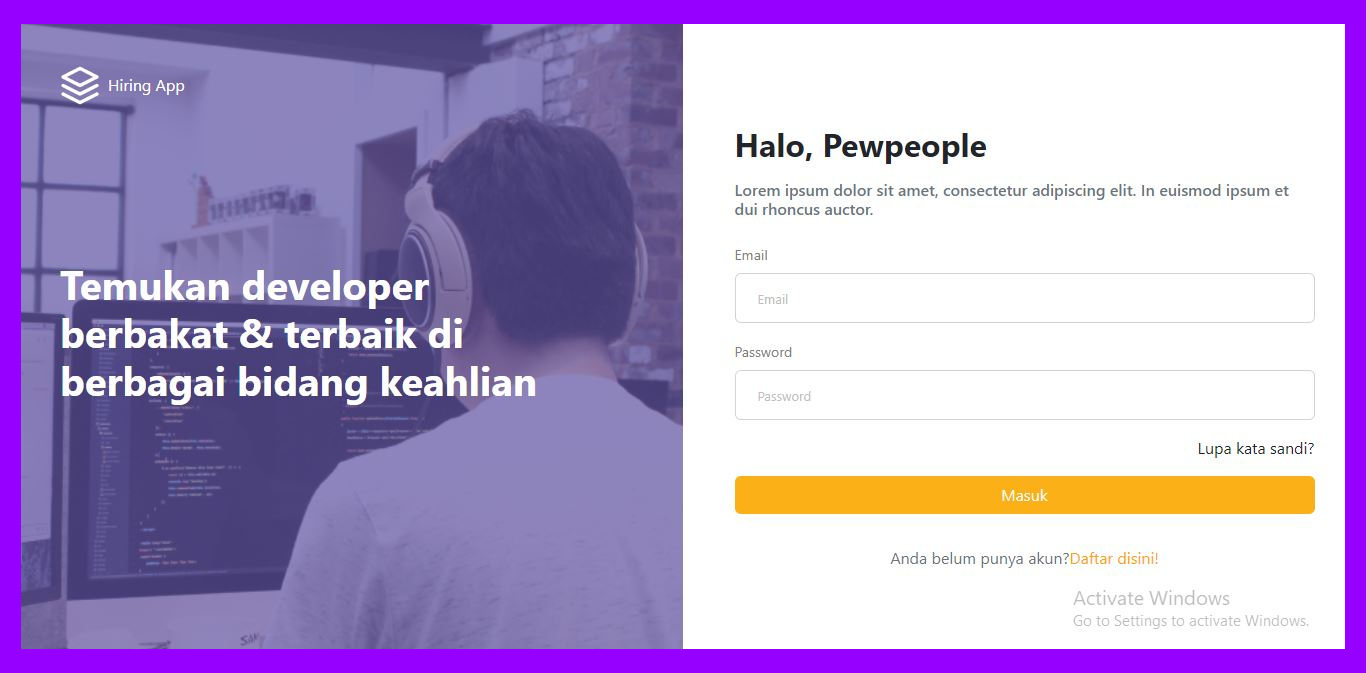 Hiring App
Temukan developer
berbakat & terbaik di
berbagai bidang keahlian
Halo, Pewpeople
Lorem ipsum dolor sit amet, consectetur adipiscing elit. In euismod ipsum et
dui rhoncus auctor.
Email
Email
Password
Password
Lupa kata sandi?
Masuk
Anda belum punya akun?Daftar disini!
Activate Windows
Go to Settings to activate Windows.